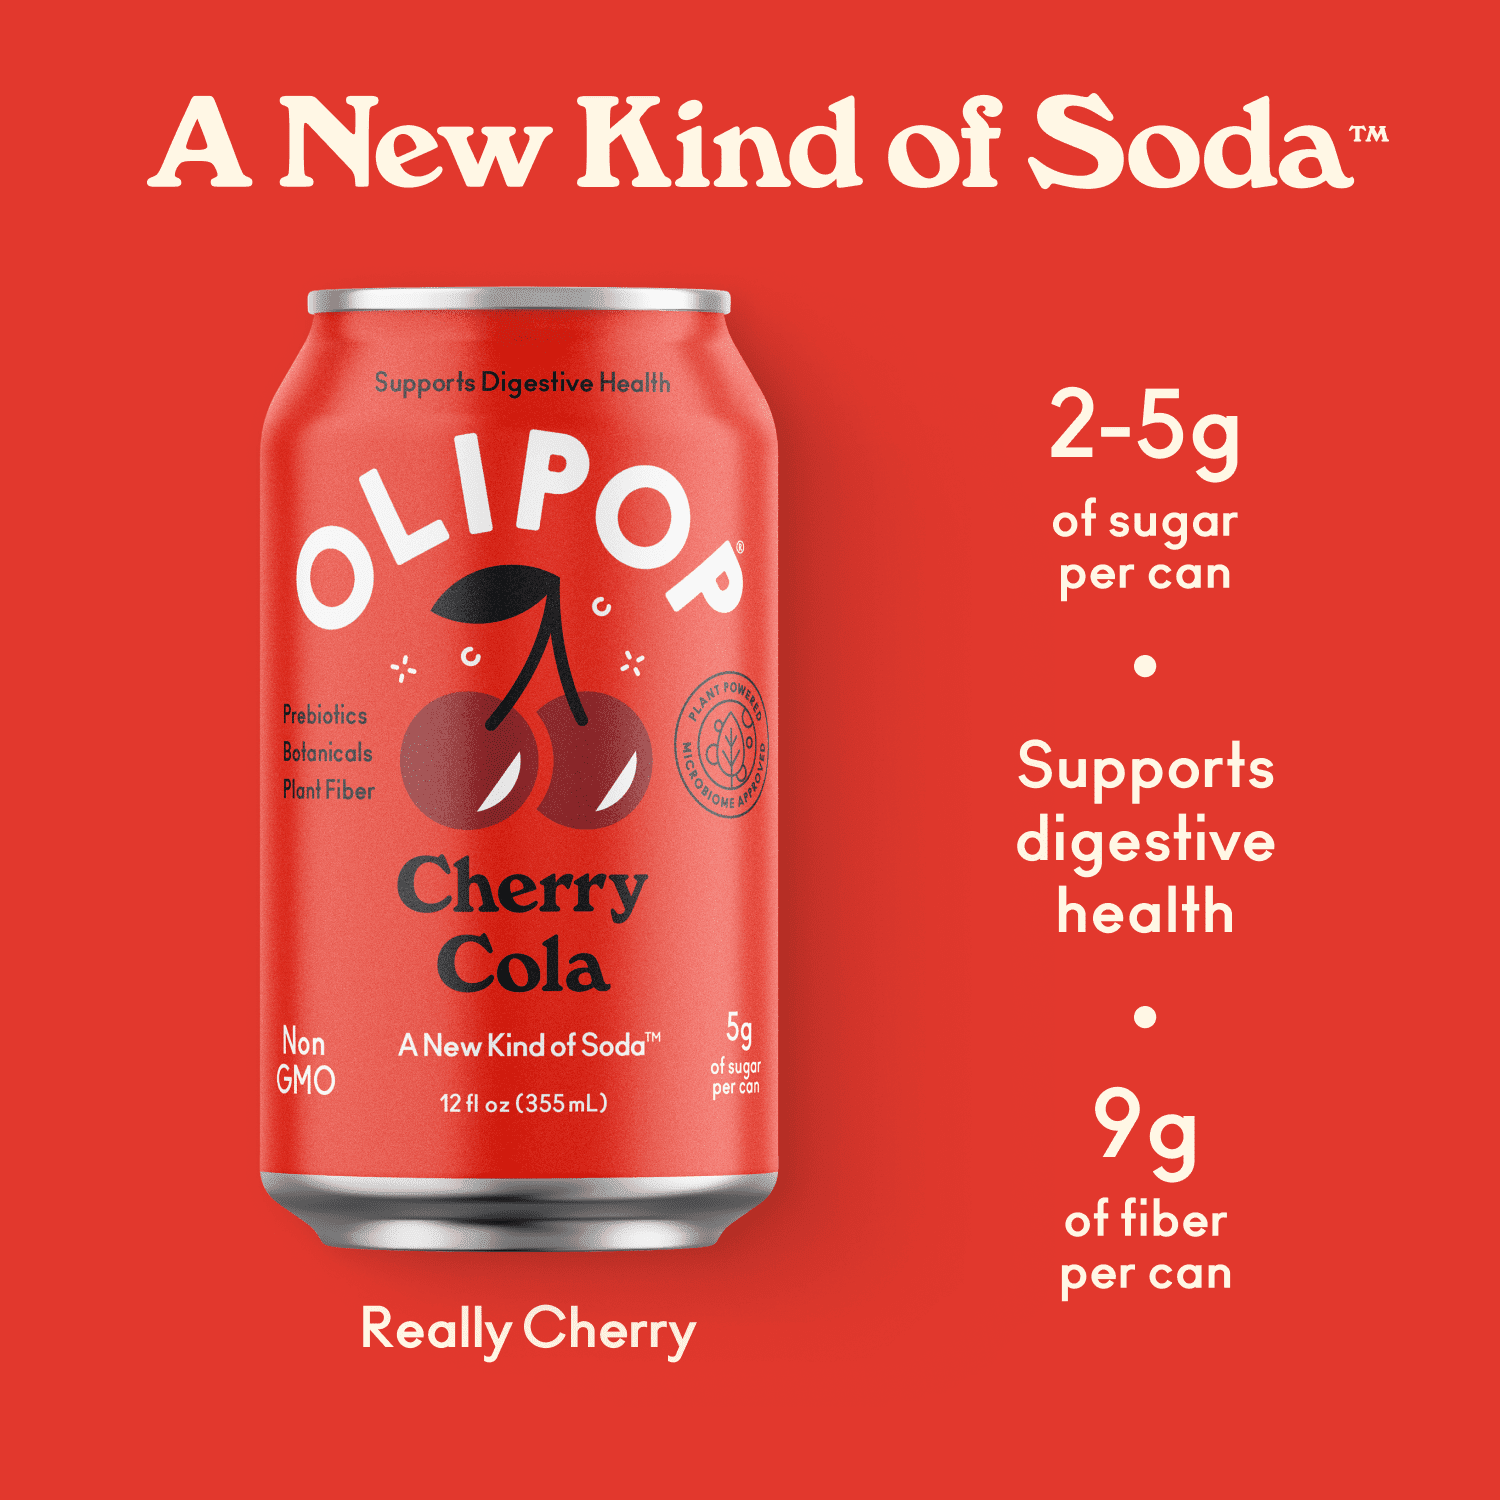 A New Kind of Soda™
Supports Digestive Health
OLIPOP®
Prebiotics
Botanicals
Plant Fiber
PLANT POWERED
MICROBIOME APPROVED
Cherry
Cola
Non
GMO
A New Kind of Soda™
12 fl oz (355 mL)
5g
of sugar
per can
Really Cherry
2-5g
of sugar
per can
Supports
digestive
health
9g
of fiber
per can